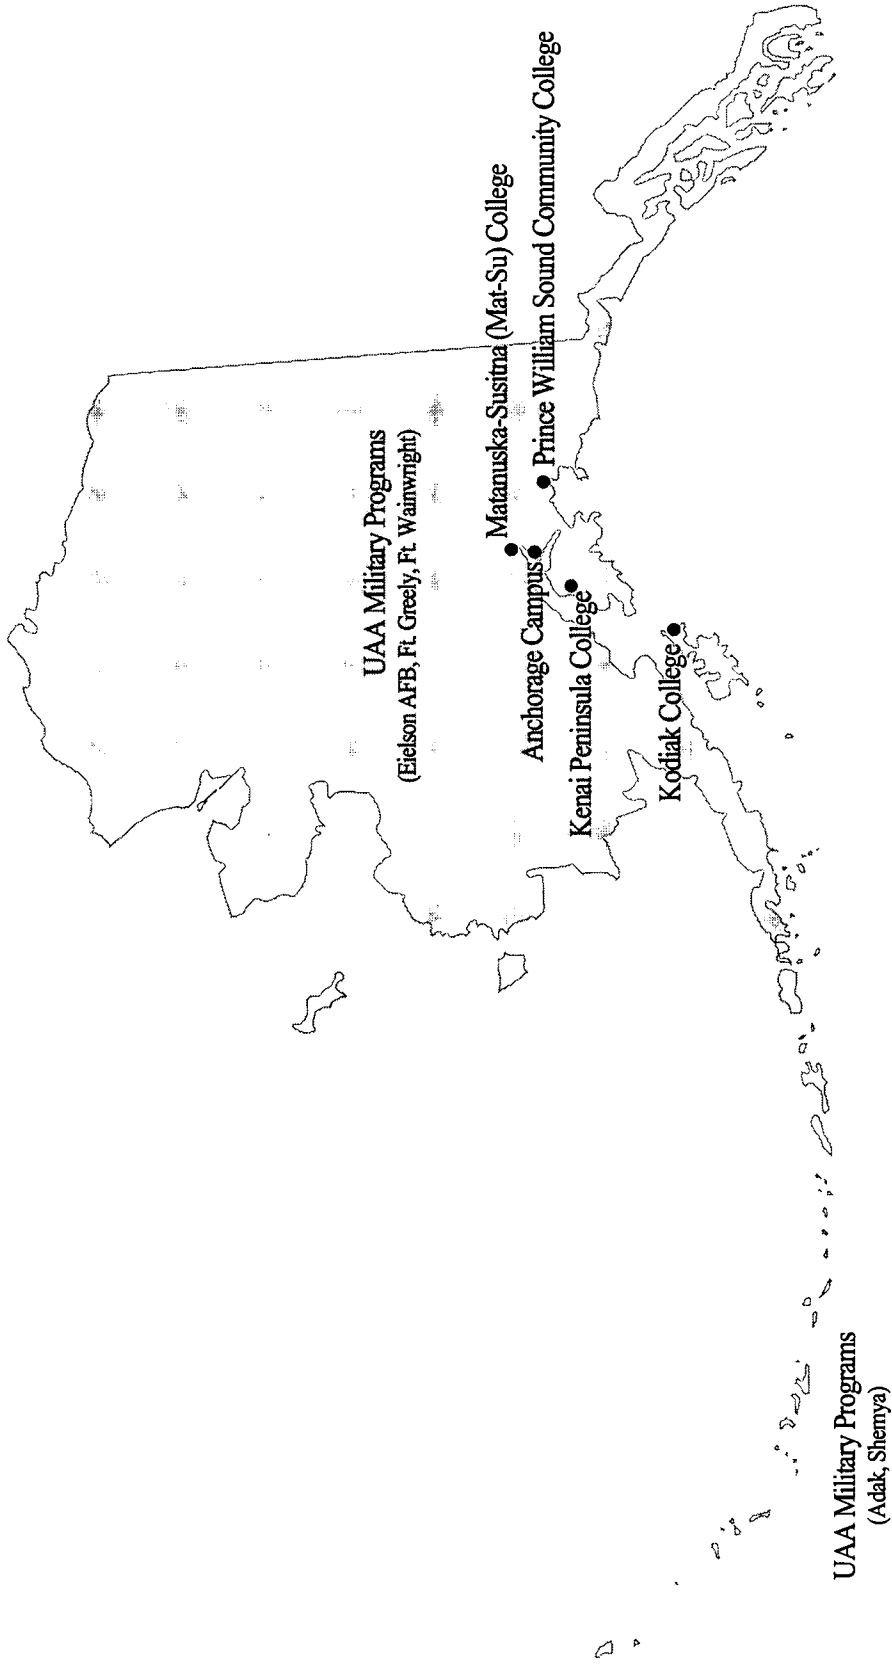 UAA Military Programs
(Eielson AFB, Ft. Greely, Ft. Wainwright)
Matanuska-Susitna (Mat-Su) College
Anchorage Campus
Prince William Sound Community College
Kenai Peninsula College
Kodiak College
UAA Military Programs
(Adak, Shemya)